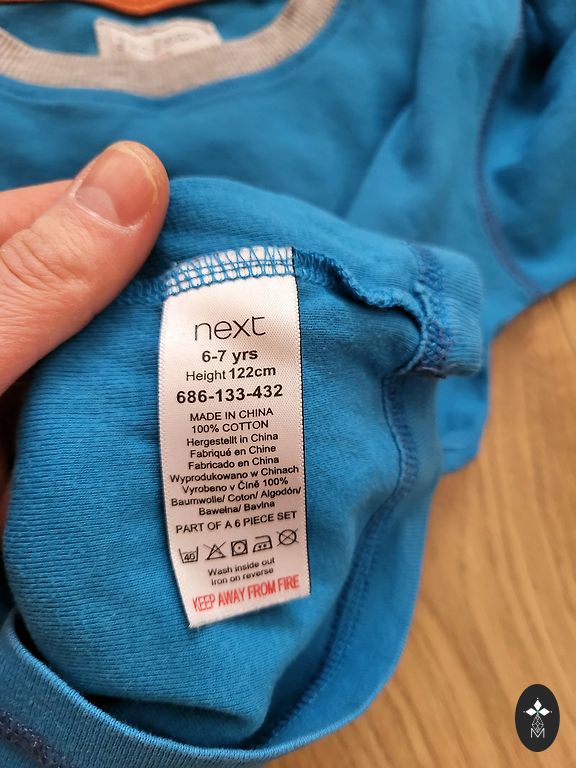 next
6-7 yrs
Height 122cm
686-133-432
MADE IN CHINA
100% COTTON
Hergestellt in China
Fabriqué en Chine
Fabricado en China
Wyprodukowano w Chinach
Vyrobeno v Číně 100%
Baumwolle/ Coton/ Algodón/
Bawełna/ Bavlna
PART OF A 6 PIECE SET
40
Wash inside out
Iron on reverse
KEEP AWAY FROM FIRE
M